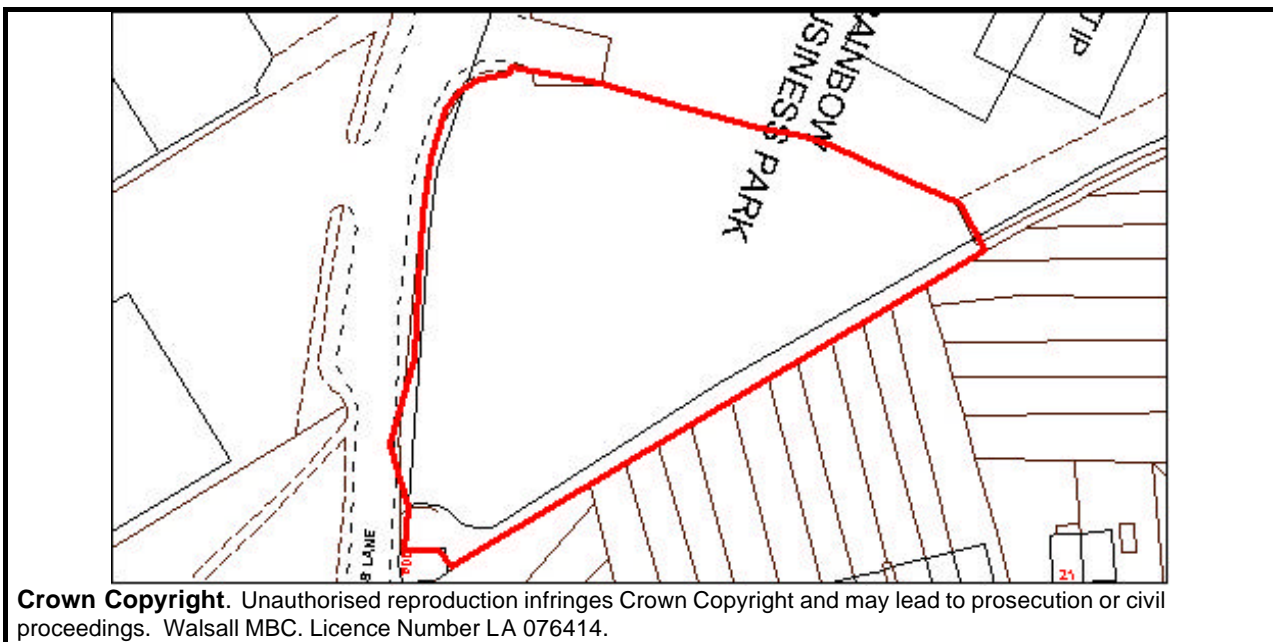 RAINBOW
USINESS PARK
TIP
LANE
21
Crown Copyright. Unauthorised reproduction infringes Crown Copyright and may lead to prosecution or civil
proceedings. Walsall MBC. Licence Number LA 076414.